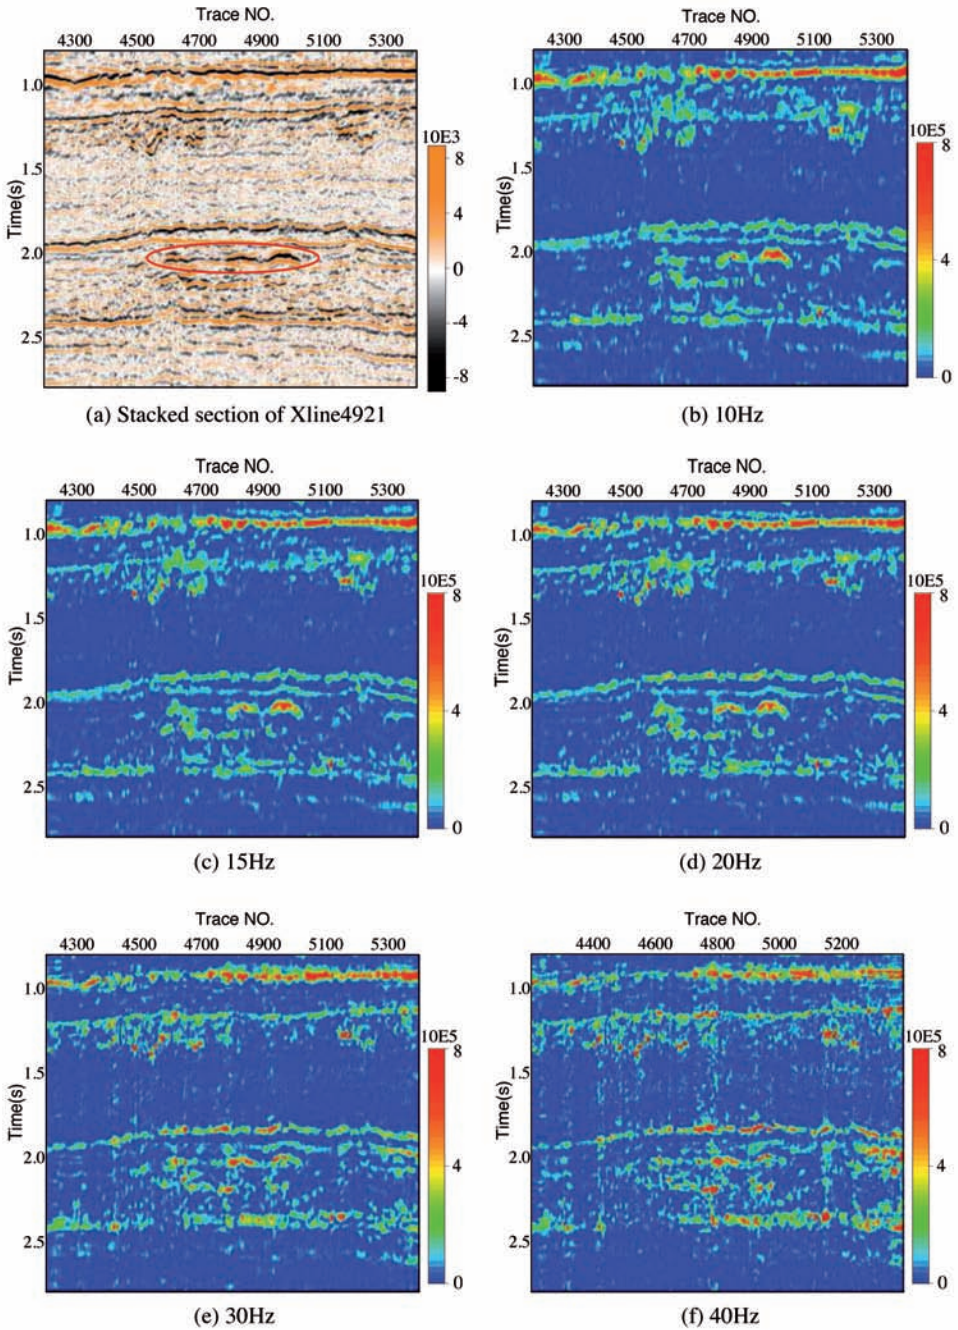 Trace NO.
4300 4500 4700 4900 5100 5300
Time(s)
1.0
1.5
2.0
2.5
10E3
8
4
0
-4
-8
(a) Stacked section of Xline4921
Trace NO.
4300 4500 4700 4900 5100 5300
Time(s)
1.0
1.5
2.0
2.5
10E5
8
4
0
(b) 10Hz
Trace NO.
4300 4500 4700 4900 5100 5300
Time(s)
1.0
1.5
2.0
2.5
10E5
8
4
0
(c) 15Hz
Trace NO.
4300 4500 4700 4900 5100 5300
Time(s)
1.0
1.5
2.0
2.5
10E5
8
4
0
(d) 20Hz
Trace NO.
4300 4500 4700 4900 5100 5300
Time(s)
1.0
1.5
2.0
2.5
10E5
8
4
0
(e) 30Hz
Trace NO.
4400 4600 4800 5000 5200
Time(s)
1.0
1.5
2.0
2.5
10E5
8
4
0
(f) 40Hz